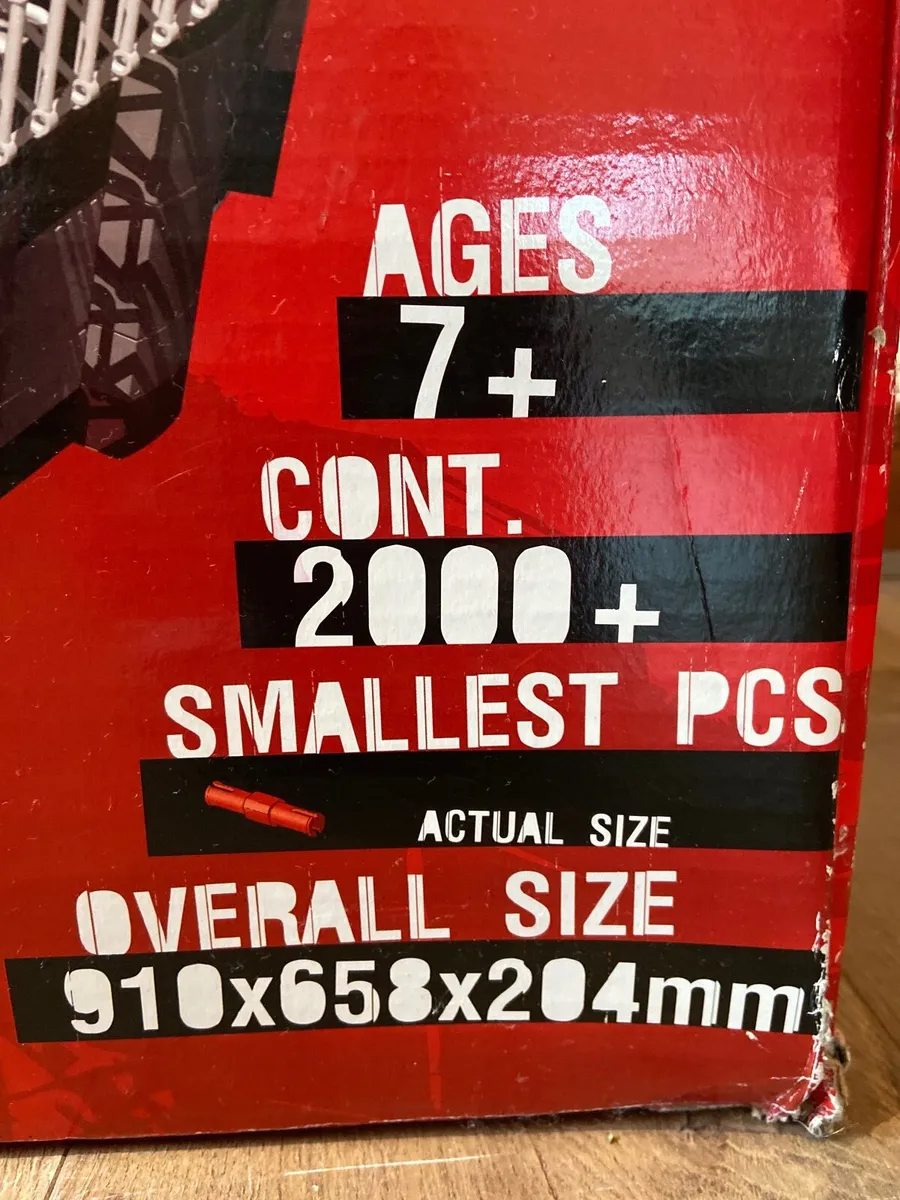 AGES
7+
CONT.
2000+
SMALLEST PCS
ACTUAL SIZE
OVERALL SIZE
910x658x204mm